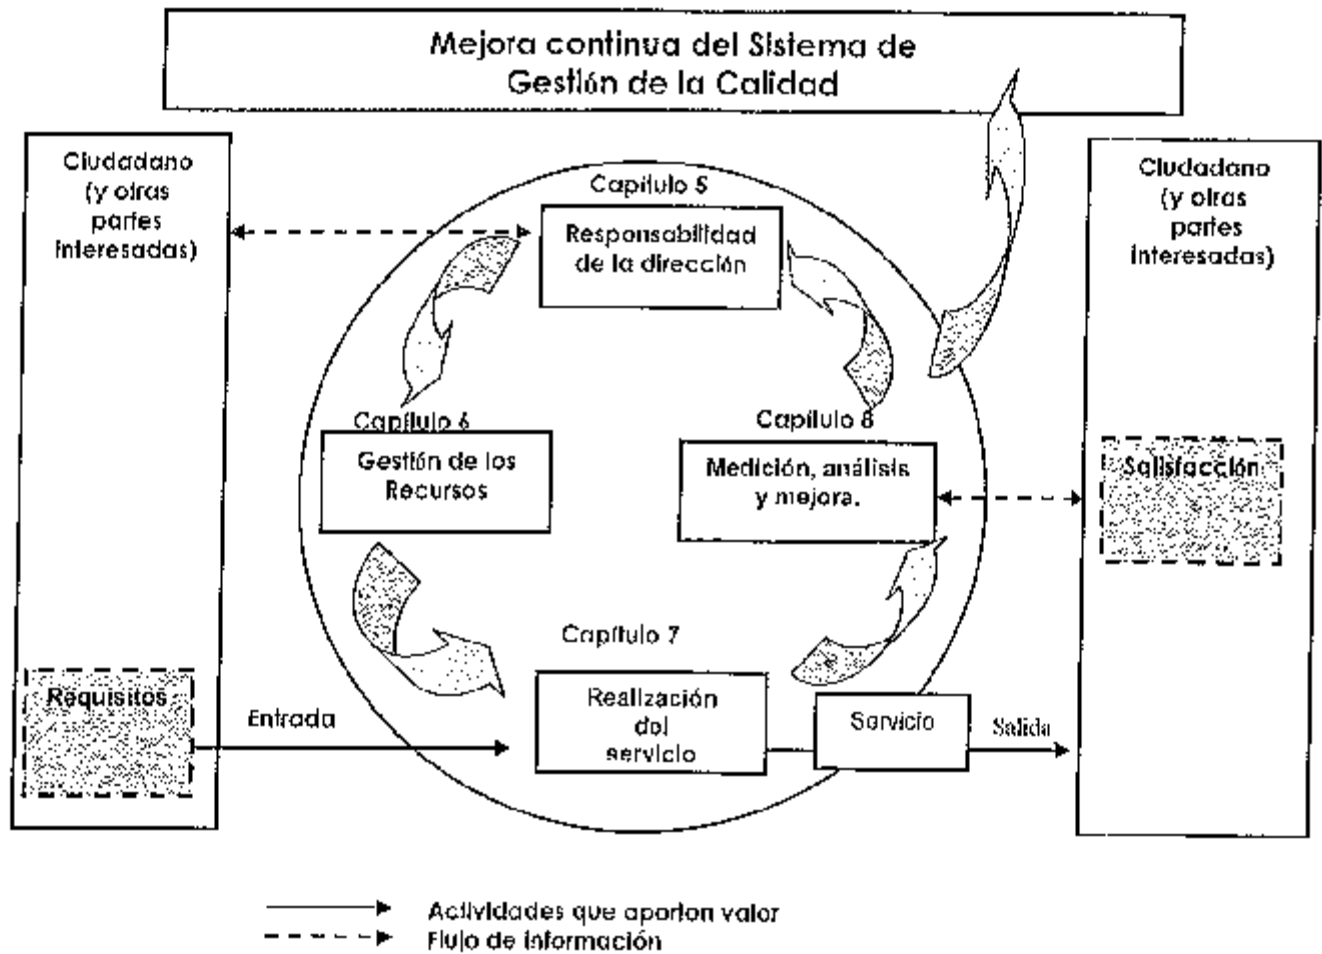 Mejora continua del Sistema de
Gestión de la Calidad
Ciudadano
(y otras
partes
interesadas)
Capítulo 5
Responsabilidad
de la dirección
Ciudadano
(y otras
partes
interesadas)
Capítulo 6
Gestión de los
Recursos
Capítulo 8
Medición, análisis
y mejora.
Satisfacción
Capítulo 7
Requisitos
Entrada
Realización
del
servicio
Servicio
Salida
Actividades que aportan valor
Flujo de información